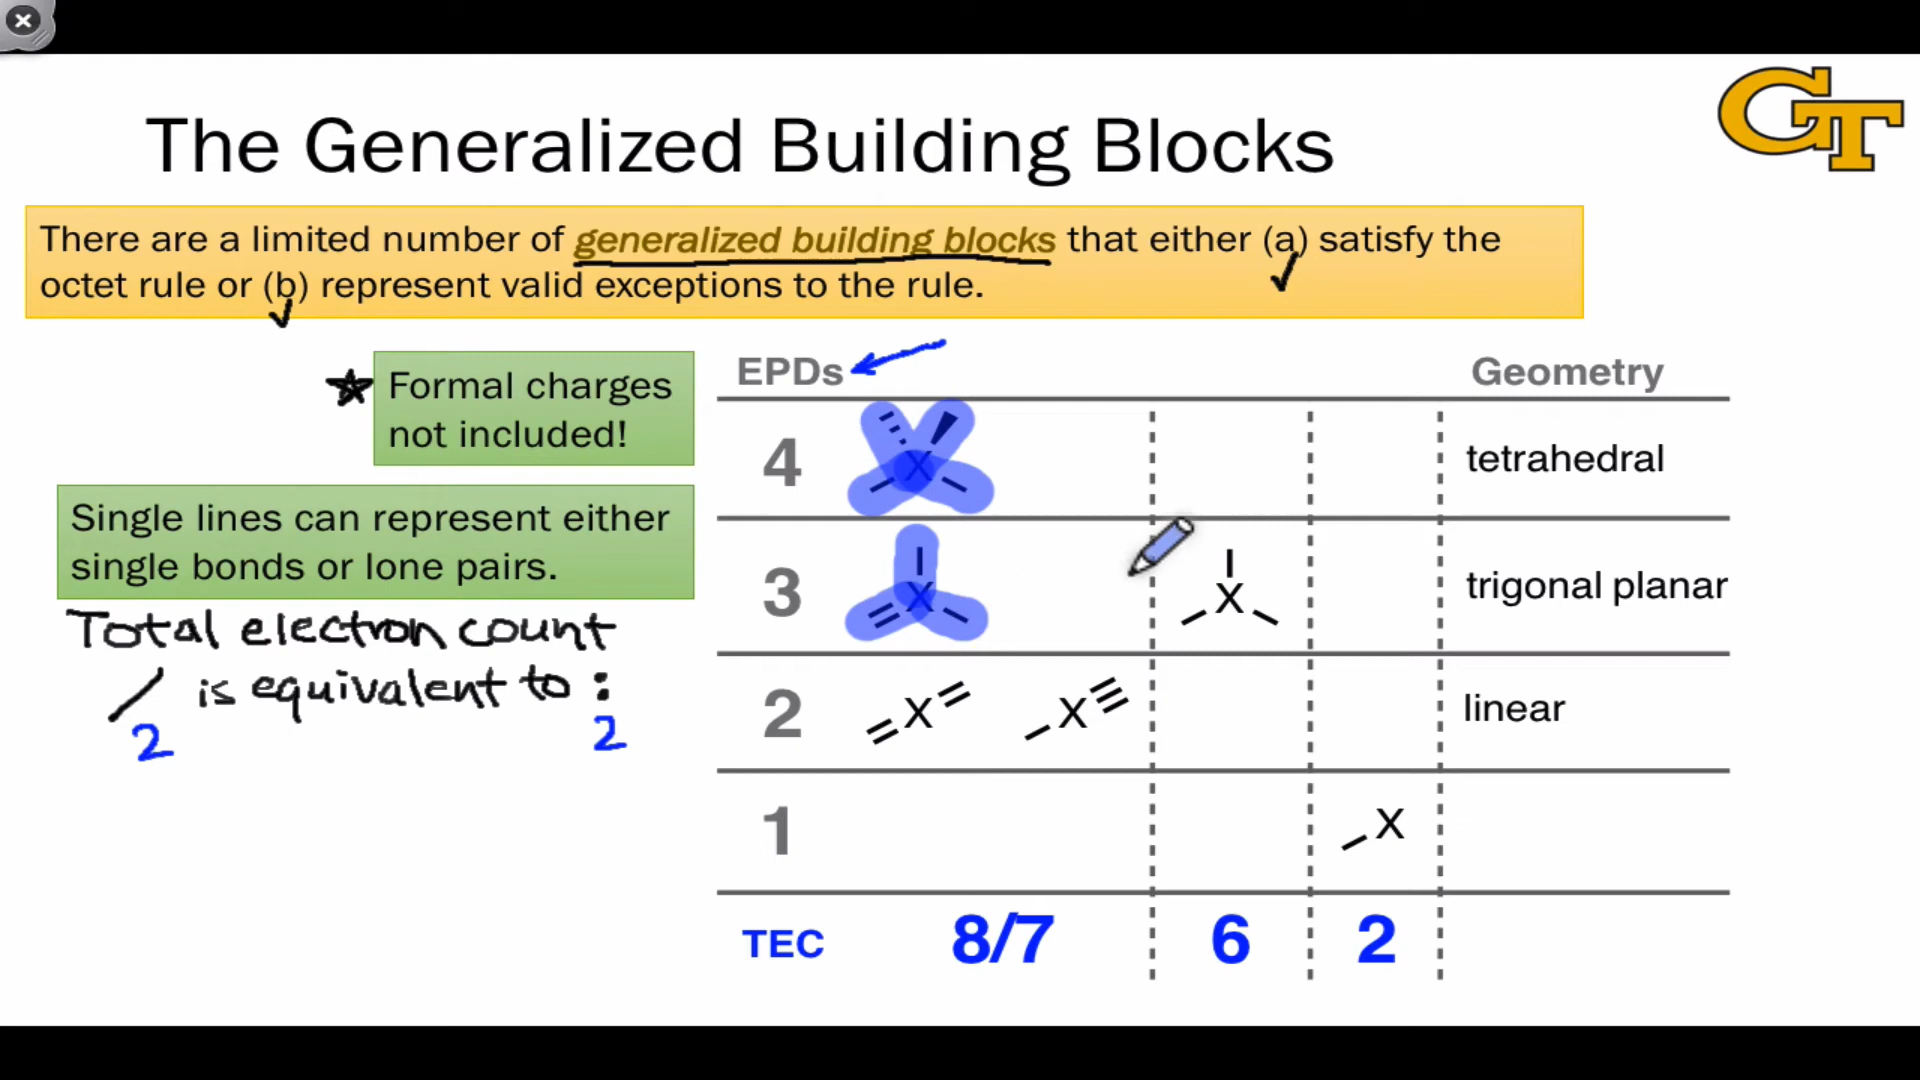 GT
The Generalized Building Blocks
There are a limited number of generalized building blocks that either (a) satisfy the
octet rule or (b) represent valid exceptions to the rule.
Formal charges
not included!
Single lines can represent either
single bonds or lone pairs.
Total electron count
/ is equivalent to :
2 2
EPDs Geometry
4 X tetrahedral
3 X X trigonal planar
2 X X linear
1 X
TEC 8/7 6 2